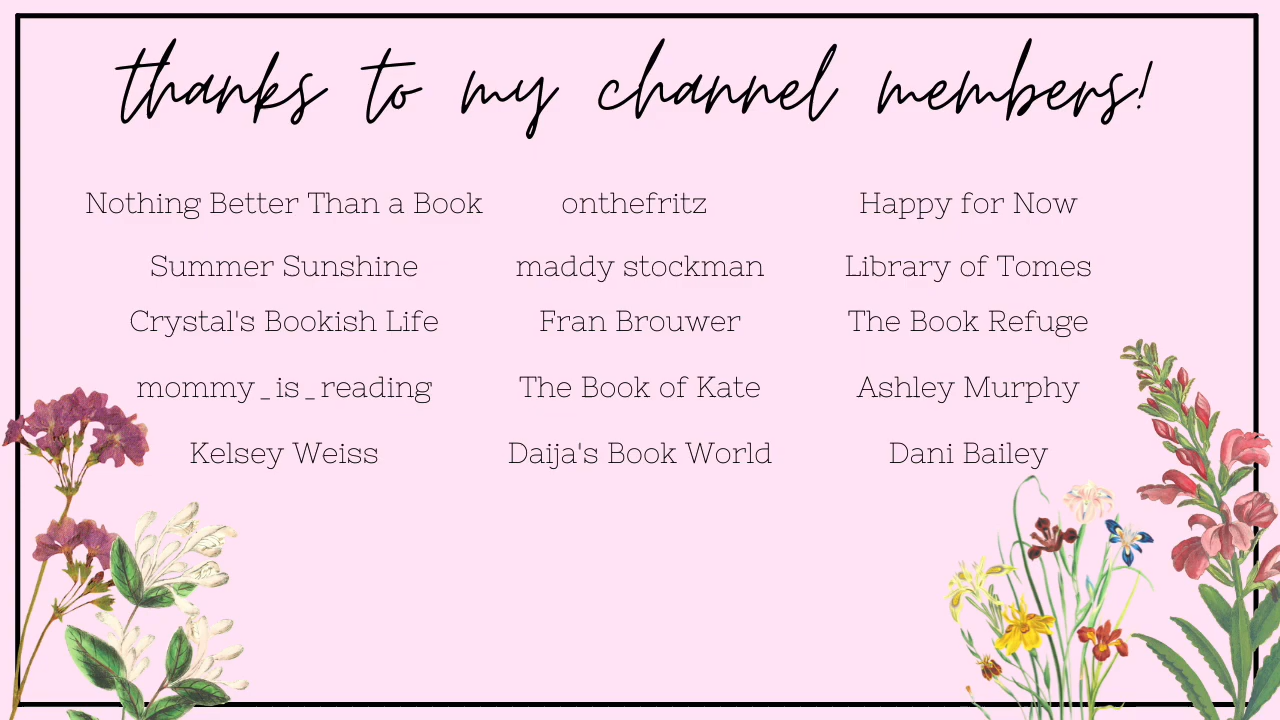 thanks to my channel members!
Nothing Better Than a Book onthefritz Happy for Now
Summer Sunshine maddy stockman Library of Tomes
Crystal's Bookish Life Fran Brouwer The Book Refuge
mommy_is_reading The Book of Kate Ashley Murphy
Kelsey Weiss Daija's Book World Dani Bailey